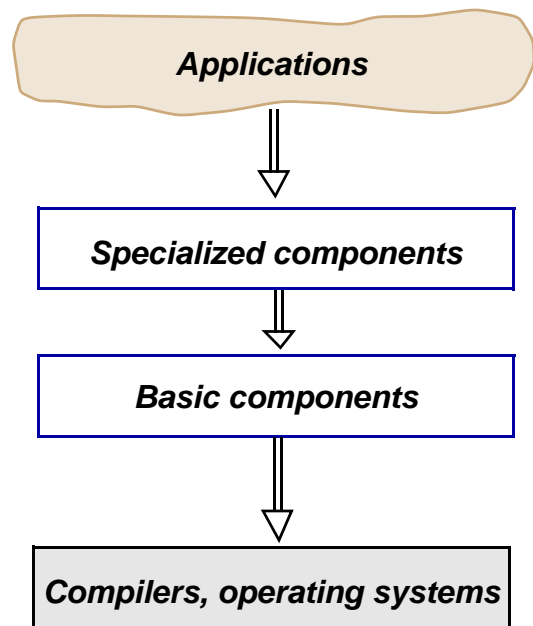 Applications
Specialized components
Basic components
Compilers, operating systems